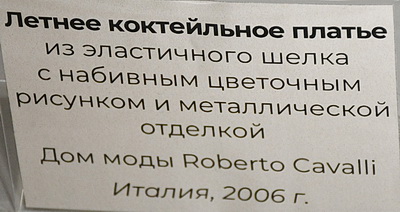 Летнее коктейльное платье
из эластичного шелка
с набивным цветочным
рисунком и металлической
отделкой
Дом моды Roberto Cavalli
Италия, 2006 г.